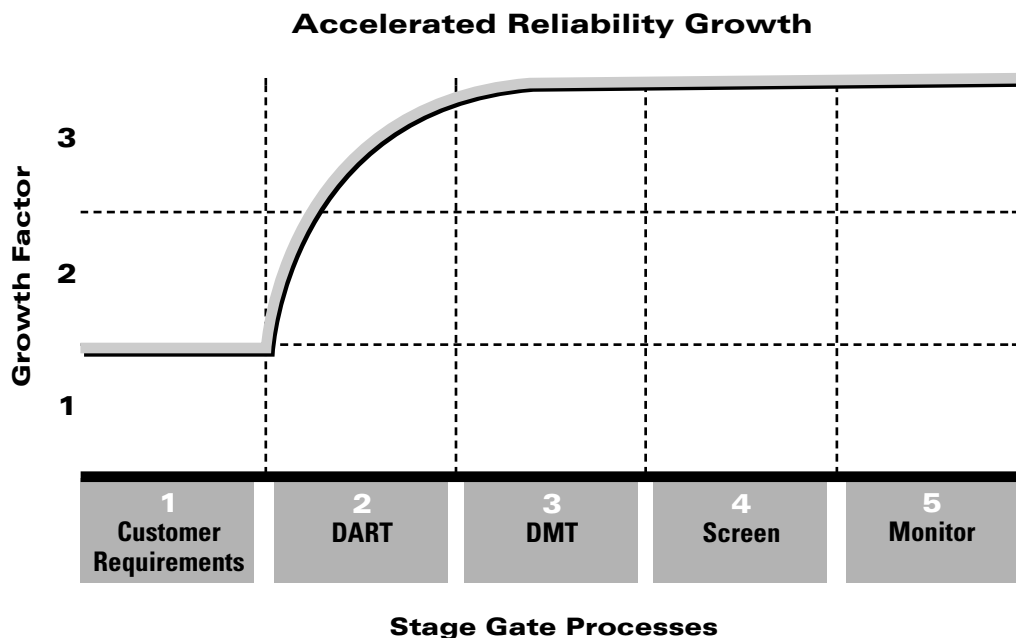 Accelerated Reliability Growth
Growth Factor
3
2
1
1
Customer
Requirements
2
DART
3
DMT
4
Screen
5
Monitor
Stage Gate Processes